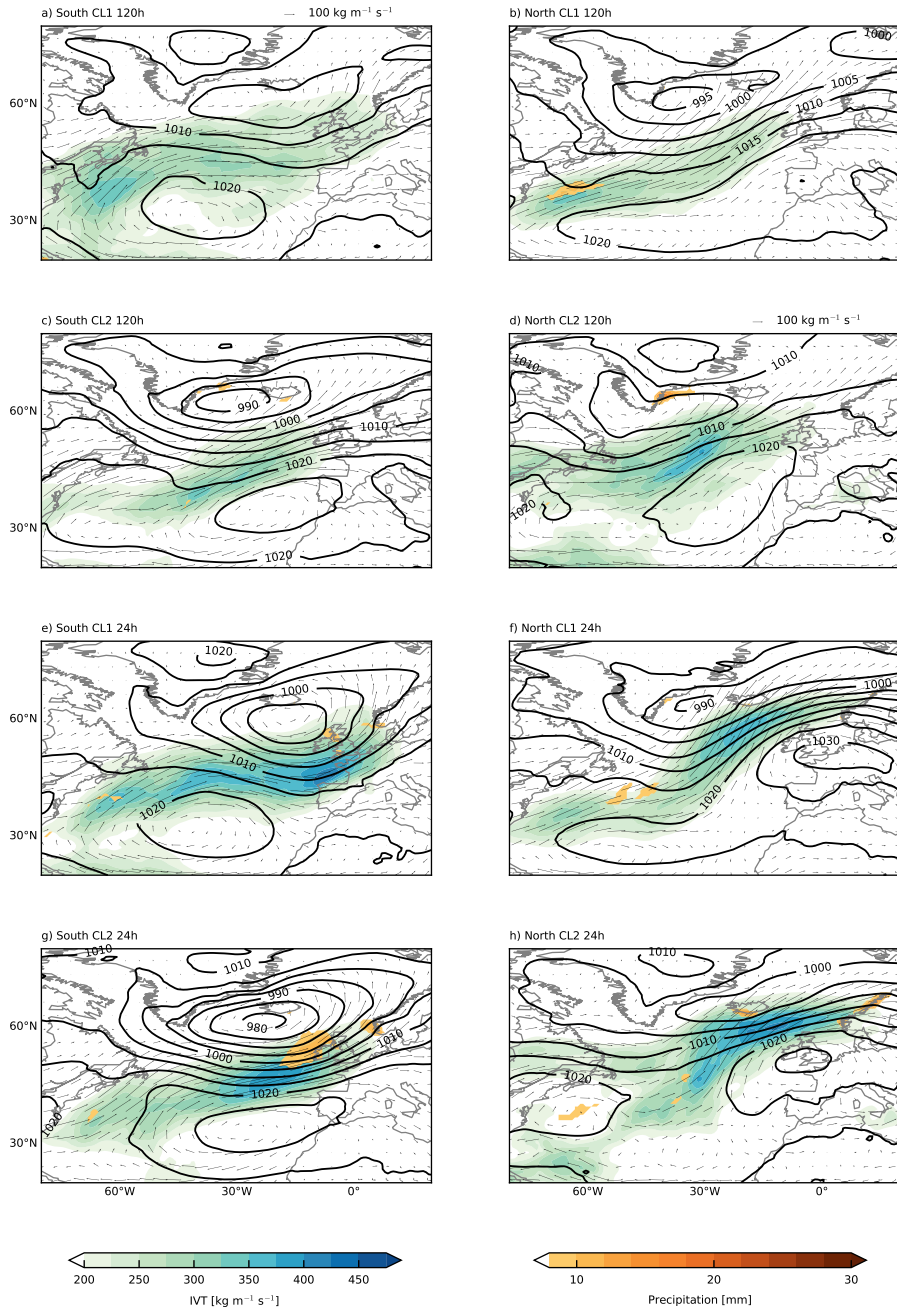 a) South CL1 120h
100 kg m⁻¹ s⁻¹
b) North CL1 120h
60°N
30°N
1010
1020
1000
1005
995
1000
1010
1015
1020
c) South CL2 120h
d) North CL2 120h
100 kg m⁻¹ s⁻¹
60°N
30°N
990
1000
1010
1020
1020
1010
1010
1010
1020
1020
e) South CL1 24h
f) North CL1 24h
60°N
30°N
1020
1000
1010
1020
1000
990
1010
1030
1020
g) South CL2 24h
h) North CL2 24h
60°N
30°N
1010
1010
990
980
1010
1000
1020
1020
1010
1000
1010
1020
1020
60°W 30°W 0°
60°W 30°W 0°
200 250 300 350 400 450
IVT [kg m⁻¹ s⁻¹]
10 20 30
Precipitation [mm]